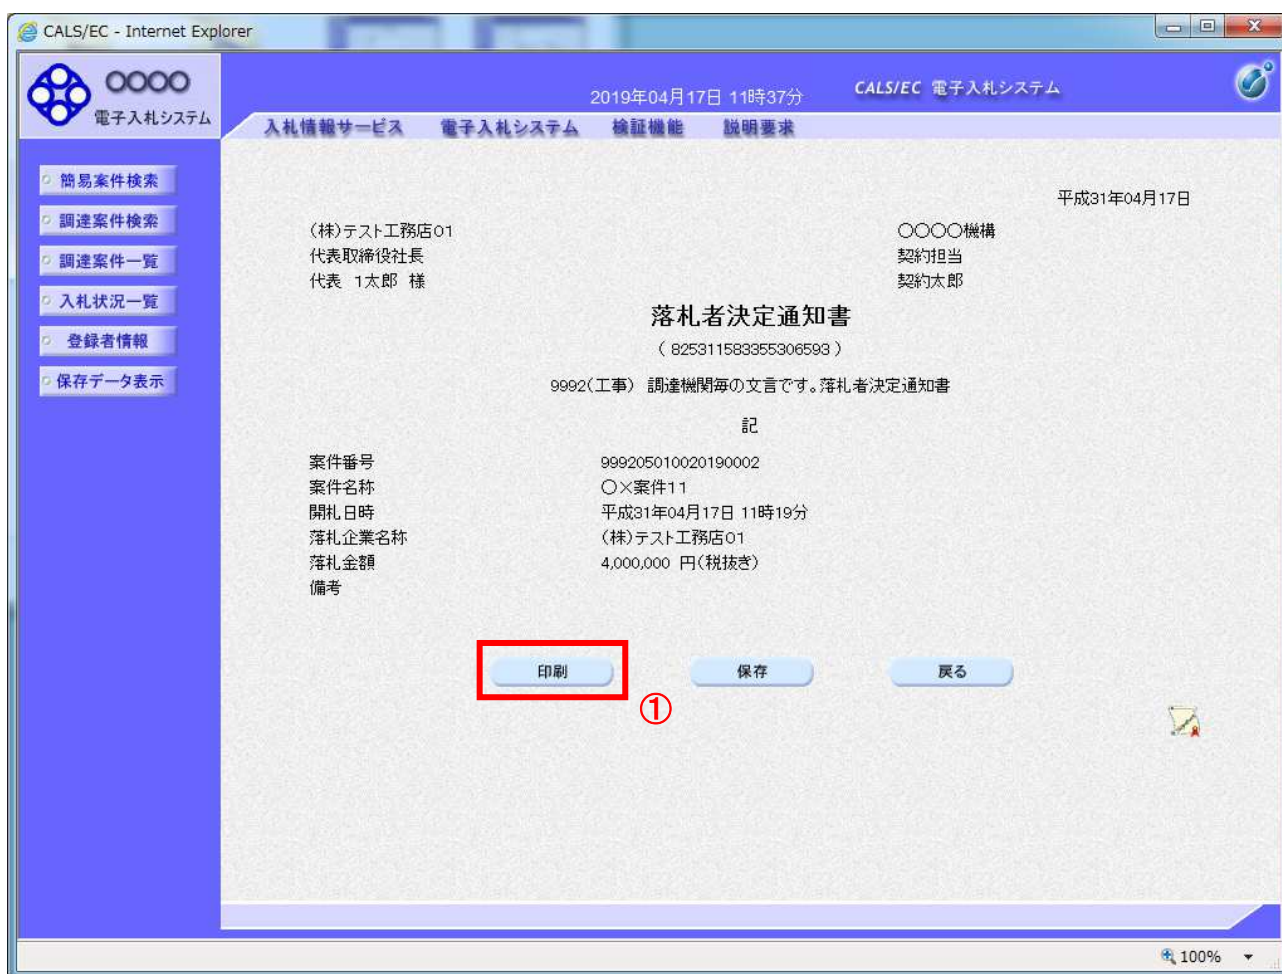 CALS/EC - Internet Explorer
○○○○
電子入札システム
2019年04月17日 11時37分
CALS/EC 電子入札システム
入札情報サービス 電子入札システム 検証機能 説明要求
簡易案件検索
調達案件検索
調達案件一覧
入札状況一覧
登録者情報
保存データ表示
平成31年04月17日
(株)テスト工務店01
代表取締役社長
代表 1太郎 様
○○○○機構
契約担当
契約太郎
落札者決定通知書
( 825311583355306593 )
9992(工事) 調達機関毎の文言です。落札者決定通知書
記
案件番号 999205010020190002
案件名称 ○×案件11
開札日時 平成31年04月17日 11時19分
落札企業名称 (株)テスト工務店01
落札金額 4,000,000 円(税抜き)
備考
印刷 保存 戻る
①
100%